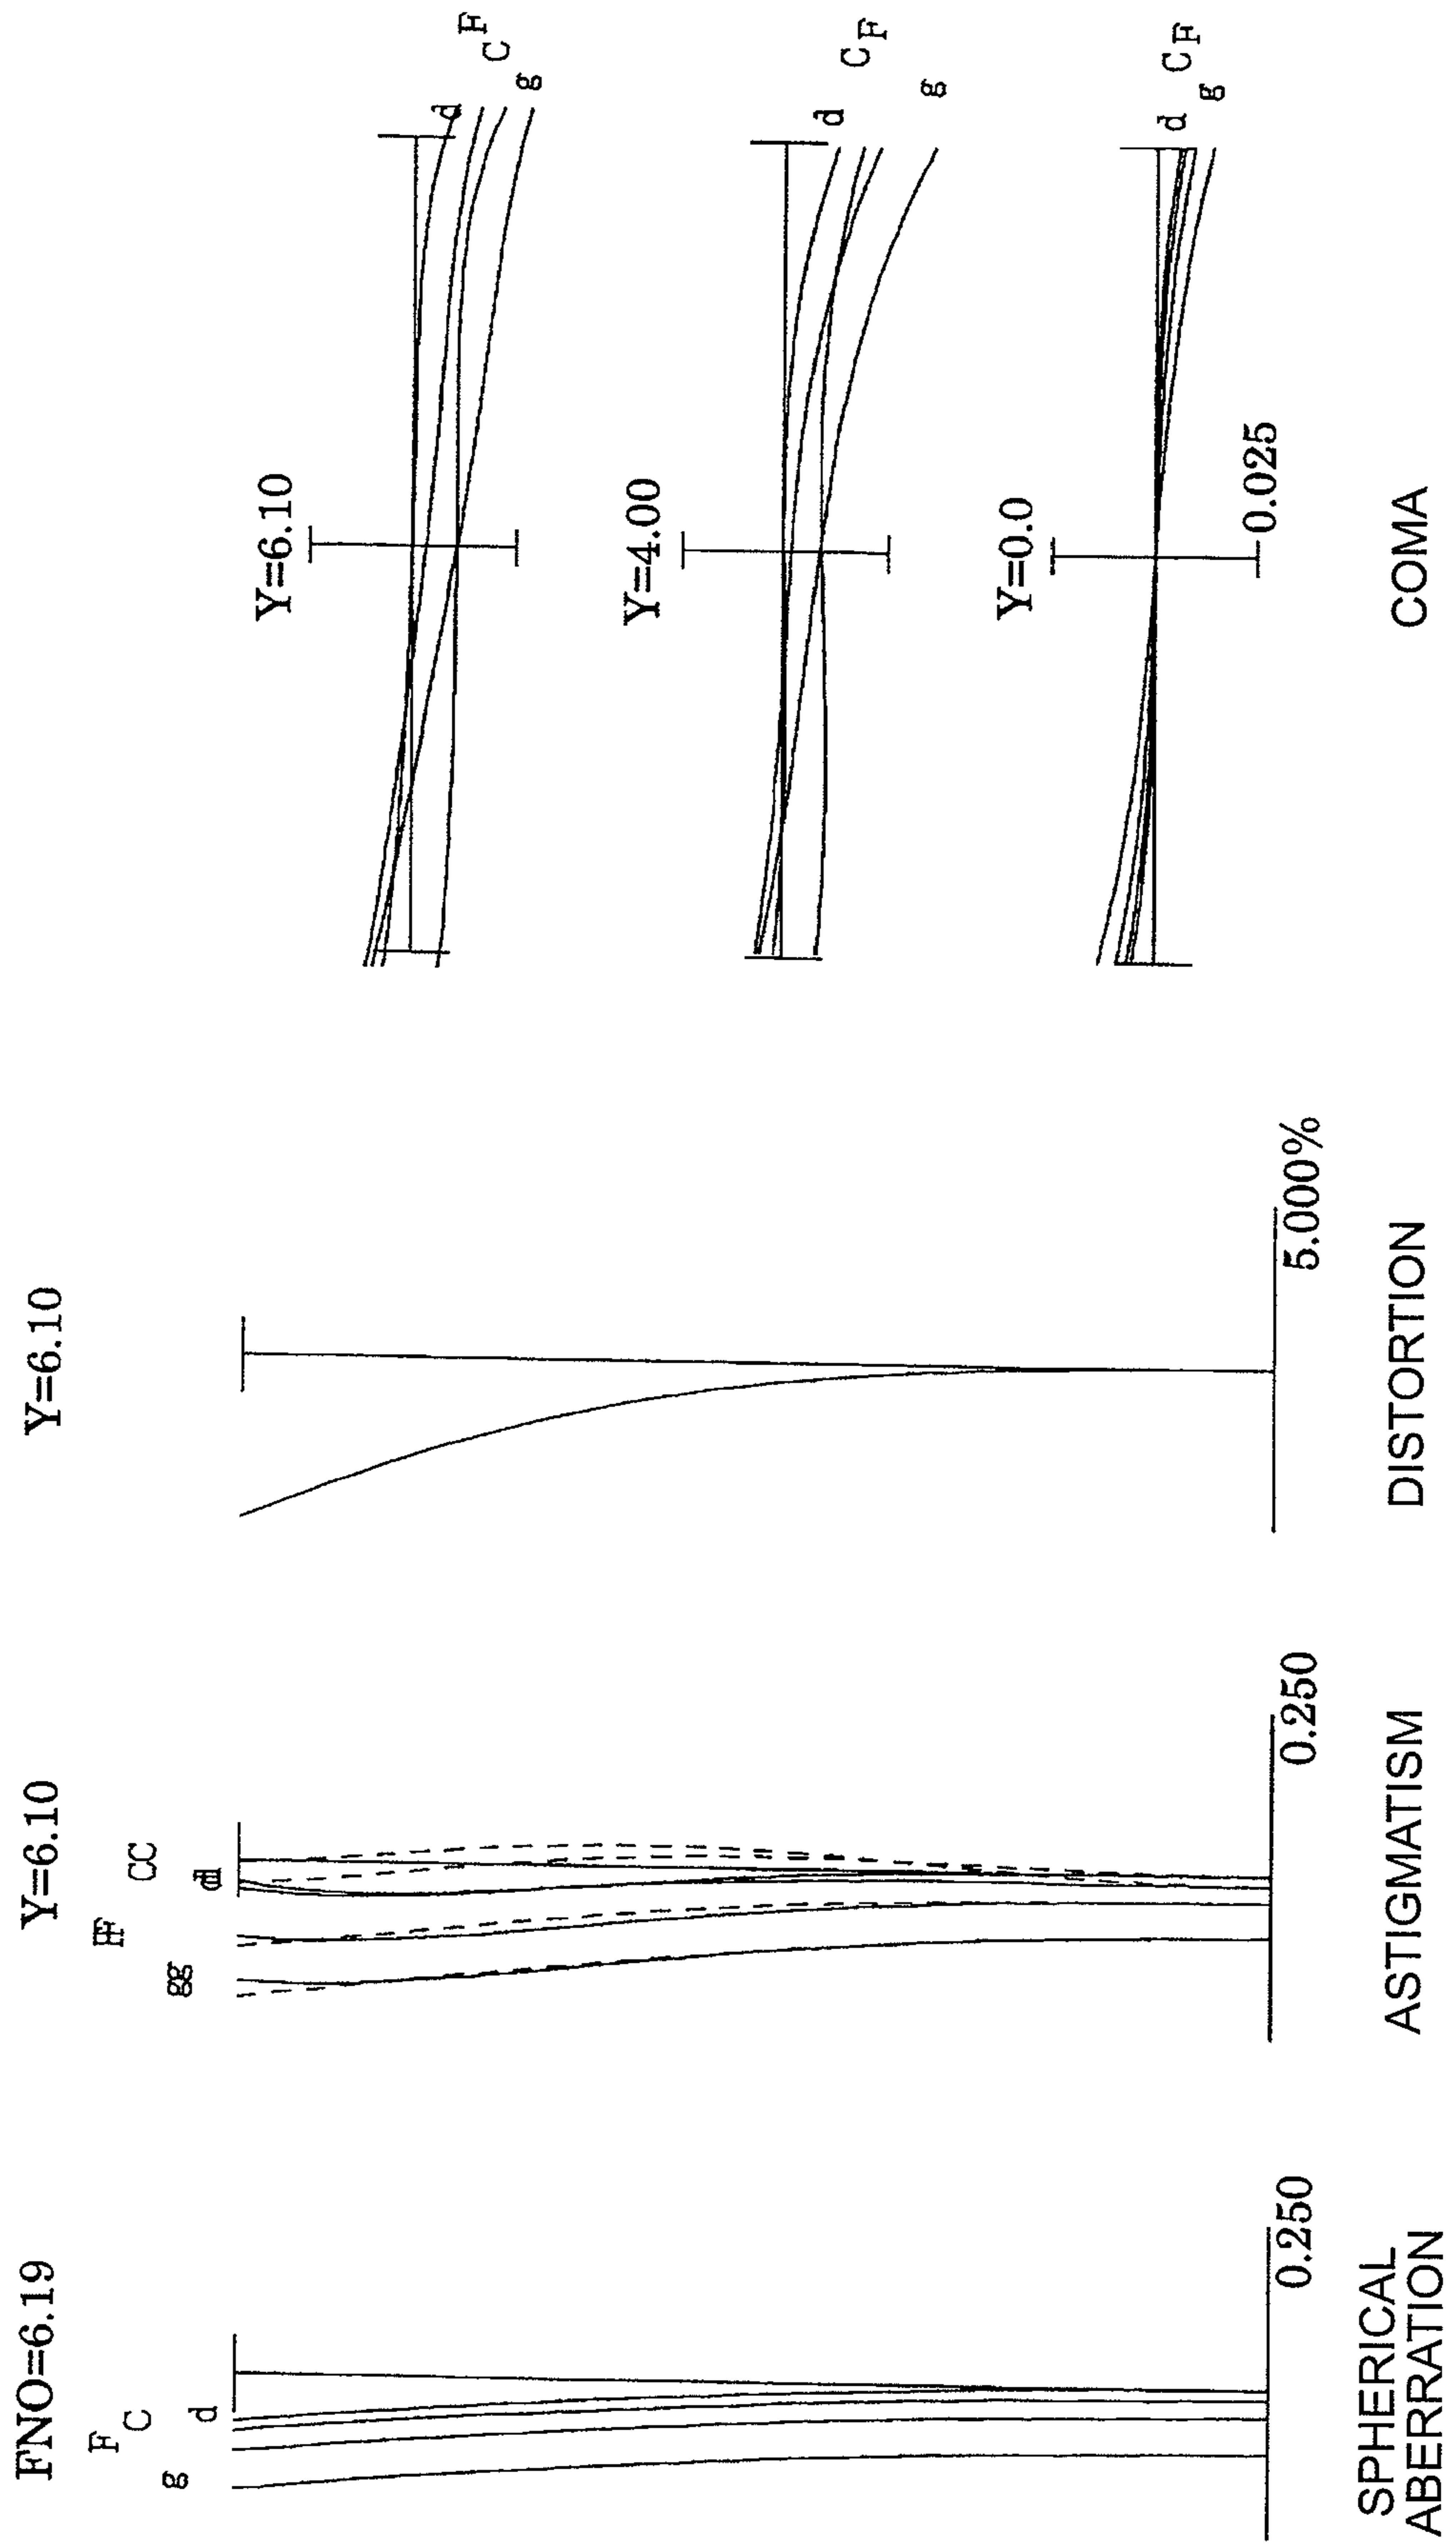 FNO=6.19
g
F
C
d
0.250
SPHERICAL
ABERRATION
Y=6.10
gg
FF
CC
dd
0.250
ASTIGMATISM
Y=6.10
5.000%
DISTORTION
Y=6.10
d
g
C
F
Y=4.00
d
g
C
F
Y=0.0
d
g
C
F
0.025
COMA